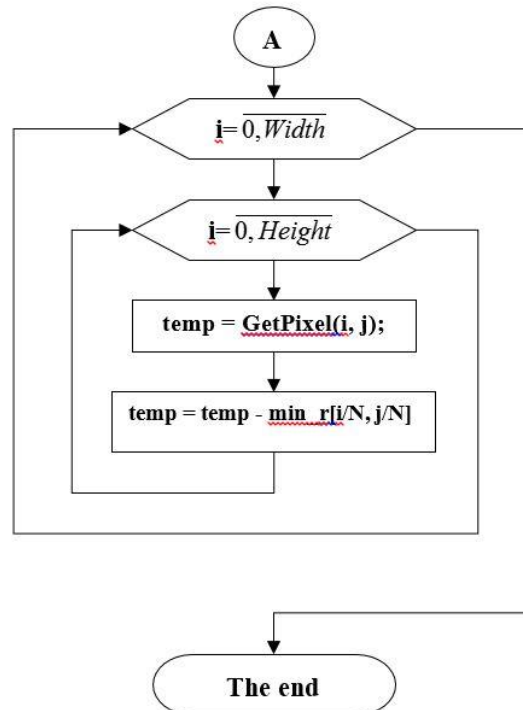 A
i= 0, Width
i= 0, Height
temp = GetPixel(i, j);
temp = temp - min_r[i/N, j/N]
The end